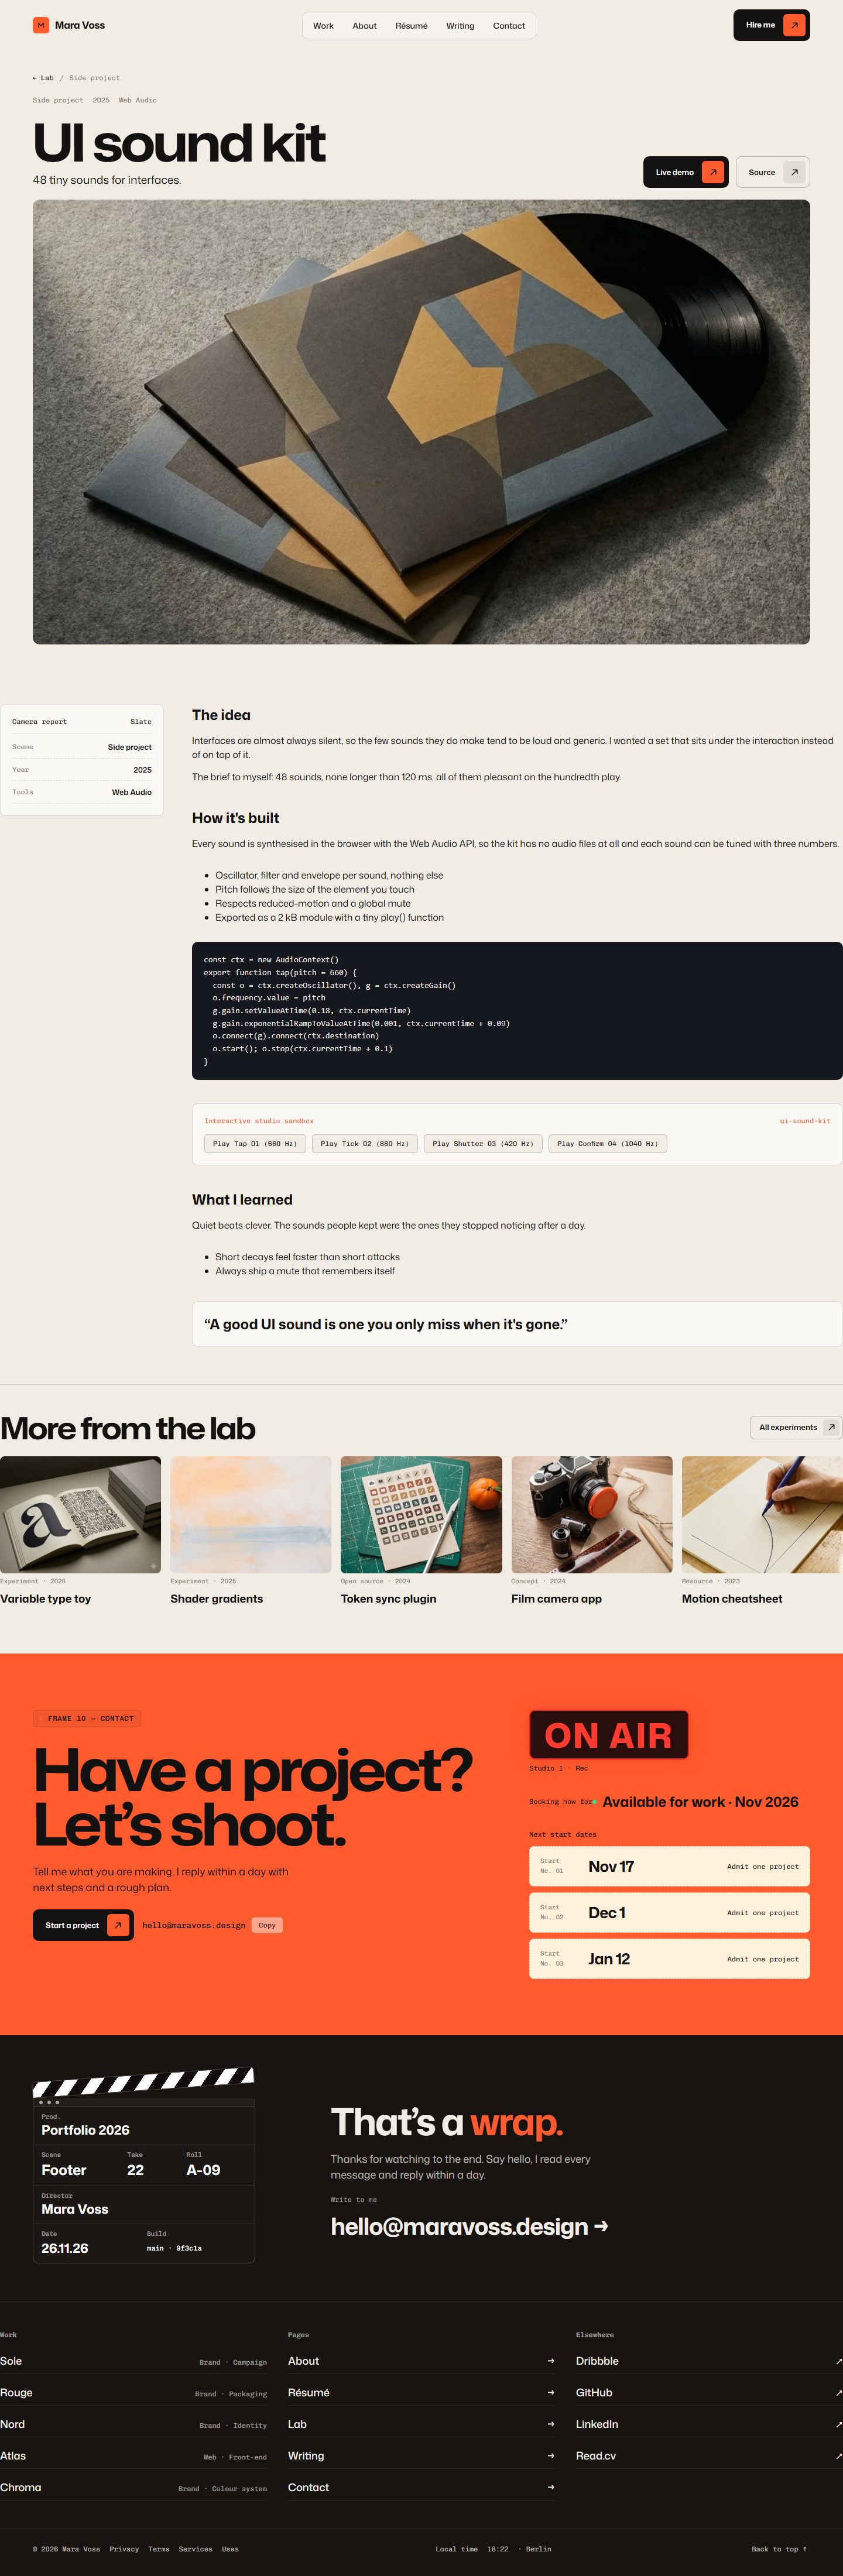 M Mara Voss
Work About Résumé Writing Contact
Hire me
← Lab / Side project
Side project 2025 Web Audio
UI sound kit
48 tiny sounds for interfaces.
Live demo
Source
Camera report Slate
Scene Side project
Year 2025
Tools Web Audio
The idea
Interfaces are almost always silent, so the few sounds they do make tend to be loud and generic. I wanted a set that sits under the interaction instead
of on top of it.
The brief to myself: 48 sounds, none longer than 120 ms, all of them pleasant on the hundredth play.
How it's built
Every sound is synthesised in the browser with the Web Audio API, so the kit has no audio files at all and each sound can be tuned with three numbers.
• Oscillator, filter and envelope per sound, nothing else
• Pitch follows the size of the element you touch
• Respects reduced-motion and a global mute
• Exported as a 2 kB module with a tiny play() function
const ctx = new AudioContext()
export function tap(pitch = 660) {
  const o = ctx.createOscillator(), g = ctx.createGain()
  o.frequency.value = pitch
  g.gain.setValueAtTime(0.18, ctx.currentTime)
  g.gain.exponentialRampToValueAtTime(0.001, ctx.currentTime + 0.09)
  o.connect(g).connect(ctx.destination)
  o.start(); o.stop(ctx.currentTime + 0.1)
}
Interactive studio sandbox ui-sound-kit
Play Tap 01 (660 Hz) Play Tick 02 (880 Hz) Play Shutter 03 (420 Hz) Play Confirm 04 (1040 Hz)
What I learned
Quiet beats clever. The sounds people kept were the ones they stopped noticing after a day.
• Short decays feel faster than short attacks
• Always ship a mute that remembers itself
“A good UI sound is one you only miss when it's gone.”
More from the lab
All experiments
a
Experiment · 2026
Variable type toy
Experiment · 2025
Shader gradients
Open source · 2024
Token sync plugin
Concept · 2024
Film camera app
Resource · 2023
Motion cheatsheet
FRAME 10 — CONTACT
Have a project?
Let’s shoot.
Tell me what you are making. I reply within a day with
next steps and a rough plan.
Start a project
hello@maravoss.design Copy
ON AIR
Studio 1 · Rec
Booking now for Available for work · Nov 2026
Next start dates
Start
No. 01
Nov 17
Admit one project
Start
No. 02
Dec 1
Admit one project
Start
No. 03
Jan 12
Admit one project
Prod.
Portfolio 2026
Scene Take Roll
Footer 22 A-09
Director
Mara Voss
Date Build
26.11.26 main · 9f3c1a
That’s a wrap.
Thanks for watching to the end. Say hello, I read every
message and reply within a day.
Write to me
hello@maravoss.design →
Work
Sole Brand · Campaign
Rouge Brand · Packaging
Nord Brand · Identity
Atlas Web · Front-end
Chroma Brand · Colour system
Pages
About →
Résumé →
Lab →
Writing →
Contact →
Elsewhere
Dribbble ↗
GitHub ↗
LinkedIn ↗
Read.cv ↗
© 2026 Mara Voss Privacy Terms Services Uses
Local time 18:22 · Berlin
Back to top ↑